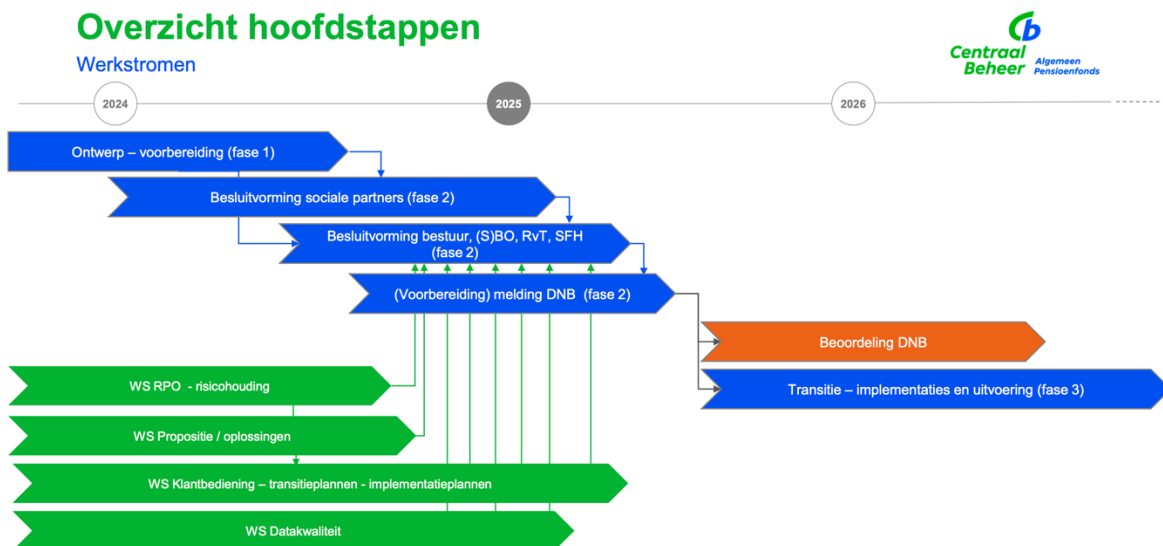 Overzicht hoofdstappen
Werkstromen
Centraal Beheer Algemeen Pensioenfonds
2024
2025
2026
Ontwerp – voorbereiding (fase 1)
Besluitvorming sociale partners (fase 2)
Besluitvorming bestuur, (S)BO, RvT, SFH
(fase 2)
(Voorbereiding) melding DNB (fase 2)
Beoordeling DNB
WS RPO - risicohouding
Transitie – implementaties en uitvoering (fase 3)
WS Propositie / oplossingen
WS Klantbediening – transitieplannen - implementatieplannen
WS Datakwaliteit